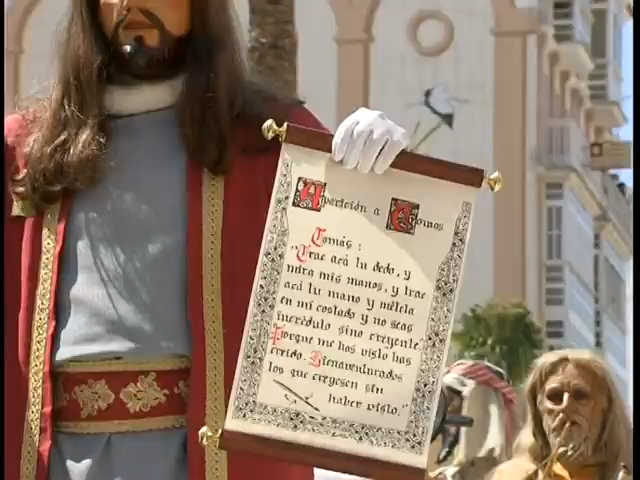 Aparición a Tomas
Tomás:
"Trae acá tu dedo, y
mira mis manos, y trae
acá tu mano y métela
en mi costado y no seas
incrédulo sino creyente.
Porque me has visto has
creido. Bienaventurados
los que creyesen sin
haber visto.